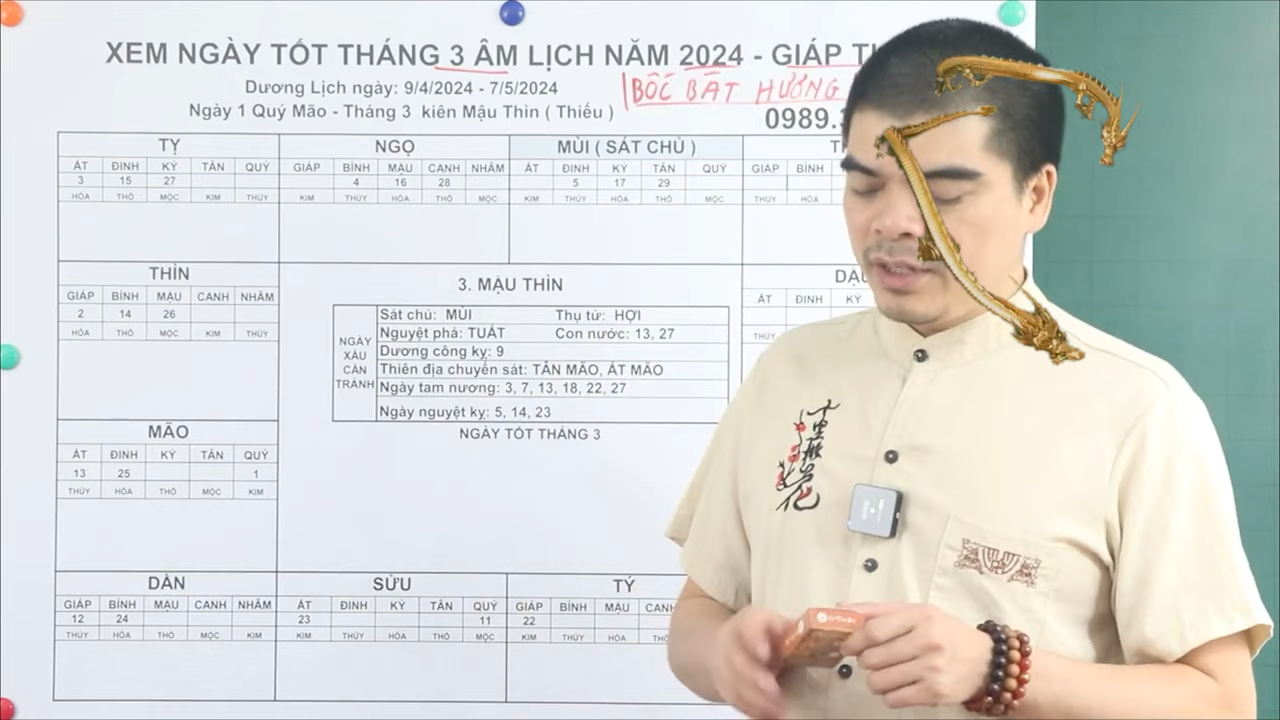 XEM NGÀY TỐT THÁNG 3 ÂM LỊCH NĂM 2024 - GIÁP
Dương Lịch ngày: 9/4/2024 - 7/5/2024
BỐC BÁT HƯƠNG
Ngày 1 Quý Mão - Tháng 3 kiên Mậu Thìn ( Thiếu )
0989.
TỴ NGỌ MÙI ( SÁT CHỦ )
ẤT ĐINH KỶ TÂN QUÝ GIÁP BÍNH MẬU CANH NHÂM ẤT ĐINH KỶ TÂN QUÝ GIÁP
3 15 27 4 16 28 5 17 29
HỎA THỔ MỘC KIM THỦY KIM THỦY HỎA THỔ MỘC KIM THỦY HỎA THỔ MỘC THỦY HỎA
THÌN
GIÁP BÍNH MẬU CANH NHÂM
2 14 26
HỎA THỔ MỘC KIM THỦY
3. MẬU THÌN
NGÀY XẤU CẦN TRÁNH
Sát chủ: MÙI Thụ tử: HỢI
Nguyệt phá: TUẤT Con nước: 13, 27
Dương công kỵ: 9
Thiên địa chuyển sát: TÂN MÃO, ẤT MÃO
Ngày tam nương: 3, 7, 13, 18, 22, 27
Ngày nguyệt kỵ: 5, 14, 23
NGÀY TỐT THÁNG 3
DẬU
ẤT ĐINH KỶ
THỦY
MÃO
ẤT ĐINH KỶ TÂN QUÝ
13 25 1
THỦY HỎA THỔ MỘC KIM
DẦN SỬU TÝ
GIÁP BÍNH MẬU CANH NHÂM ẤT ĐINH KỶ TÂN QUÝ GIÁP BÍNH MẬU CANH
12 24 23 11 22
THỦY HỎA THỔ MỘC KIM KIM THỦY HỎA THỔ MỘC KIM THỦY HỎA THỔ